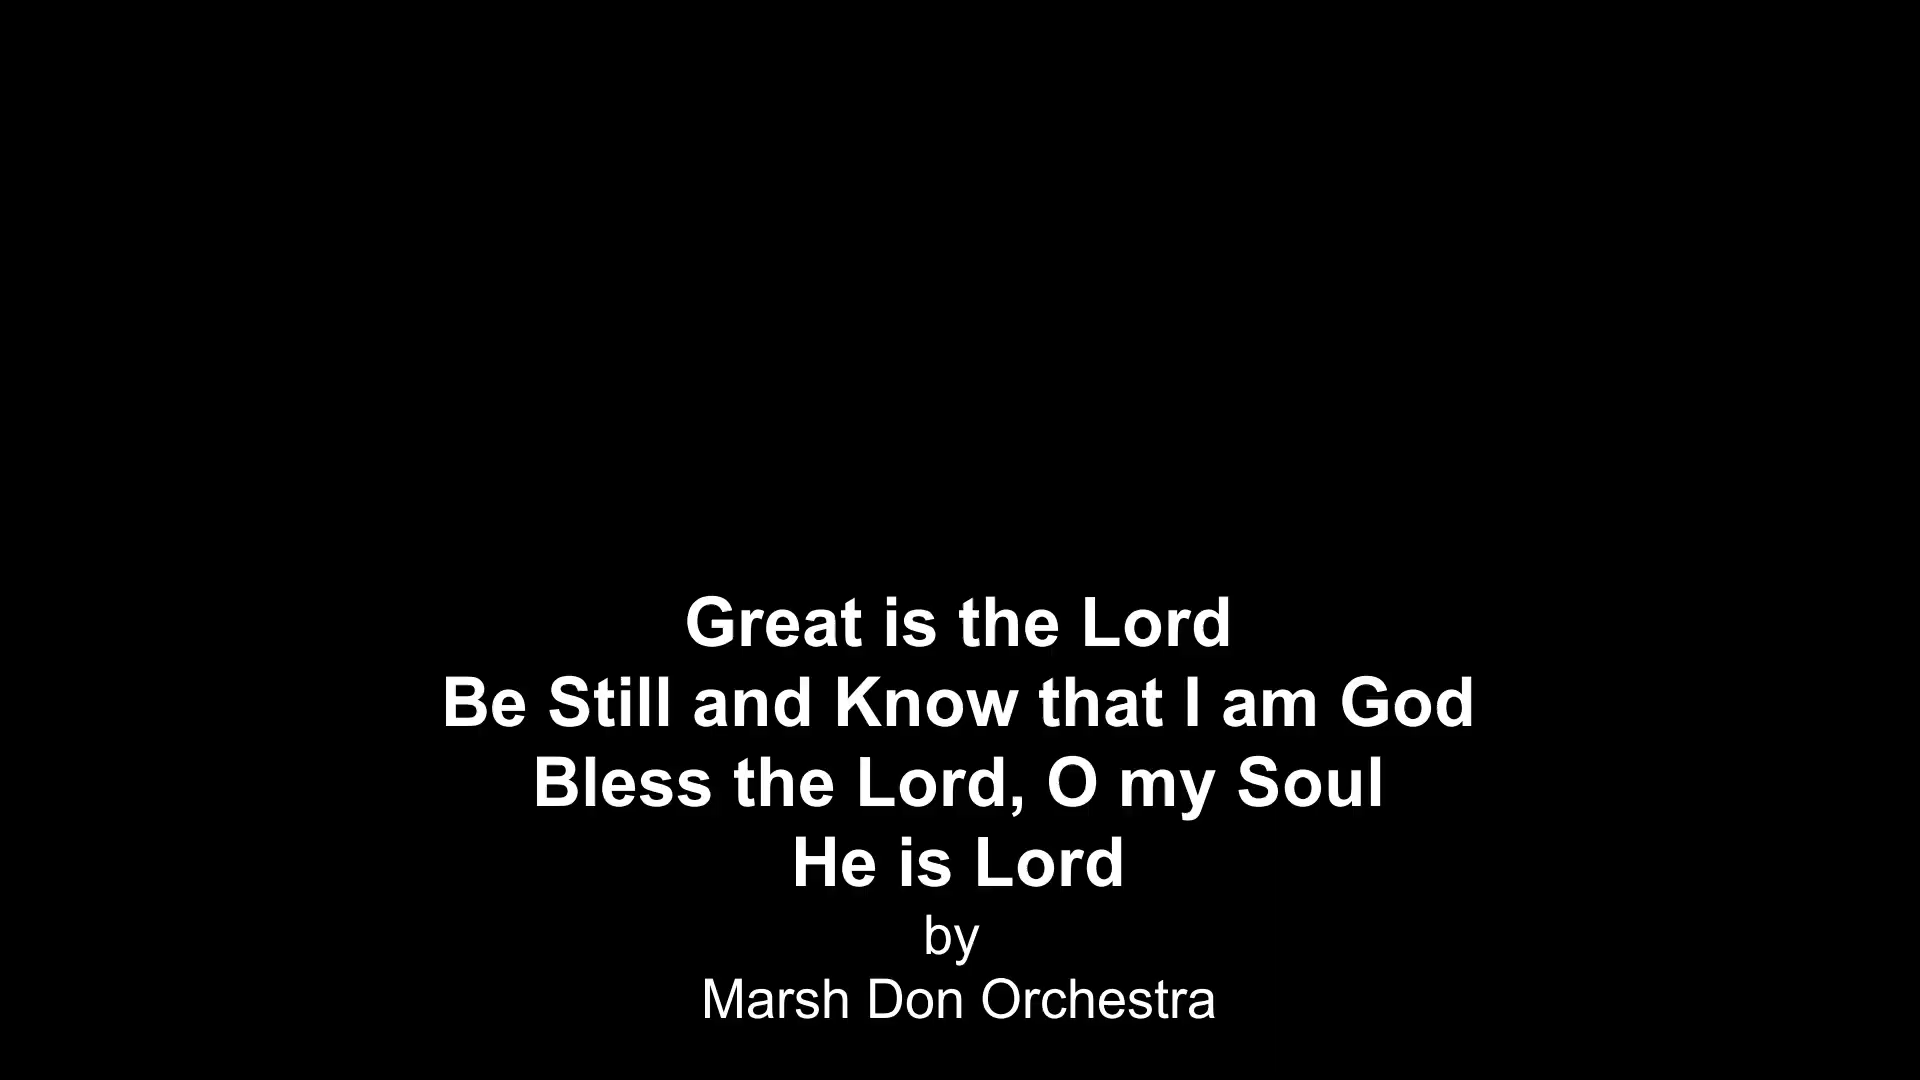 Great is the Lord
Be Still and Know that I am God
Bless the Lord, O my Soul
He is Lord
by
Marsh Don Orchestra